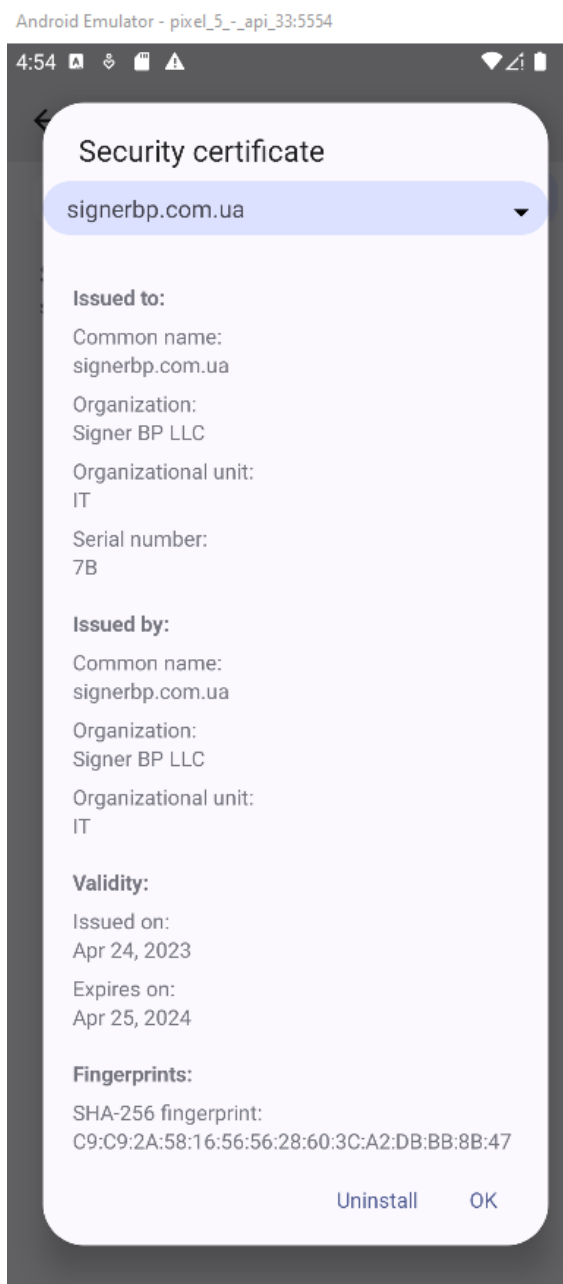 Android Emulator - pixel_5_-_api_33:5554
4:54
Security certificate
signerbp.com.ua
Issued to:
Common name:
signerbp.com.ua
Organization:
Signer BP LLC
Organizational unit:
IT
Serial number:
7B
Issued by:
Common name:
signerbp.com.ua
Organization:
Signer BP LLC
Organizational unit:
IT
Validity:
Issued on:
Apr 24, 2023
Expires on:
Apr 25, 2024
Fingerprints:
SHA-256 fingerprint:
C9:C9:2A:58:16:56:56:28:60:3C:A2:DB:BB:8B:47
Uninstall OK